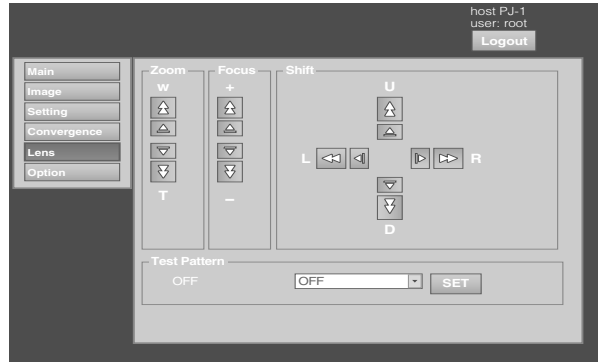 host PJ-1
user: root
Logout
Main
Image
Setting
Convergence
Lens
Option
Zoom
W
T
Focus
+
–
Shift
U
L
R
D
Test Pattern
OFF
OFF
SET